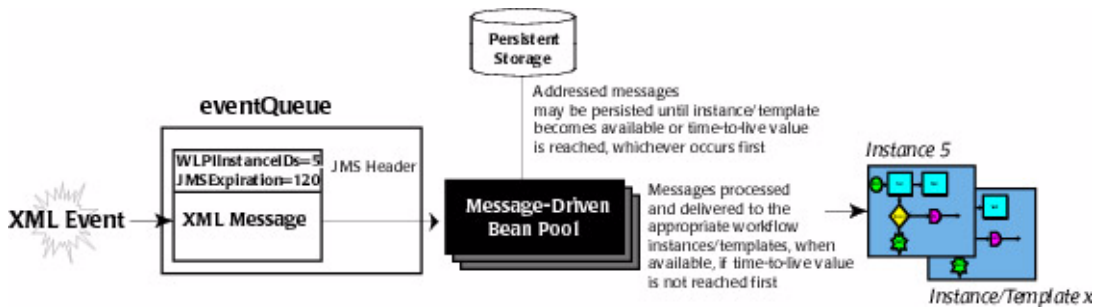 Persistent
Storage
Addressed messages
may be persisted until instance/template
becomes available or time-to-live value
is reached, whichever occurs first
eventQueue
WLPIInstanceIDs=5
JMSExpiration=120
JMS Header
XML Event
XML Message
Message-Driven
Bean Pool
Messages processed
and delivered to the
appropriate workflow
instances/templates, when
available, if time-to-live value
is not reached first
Instance 5
Instance/Template x